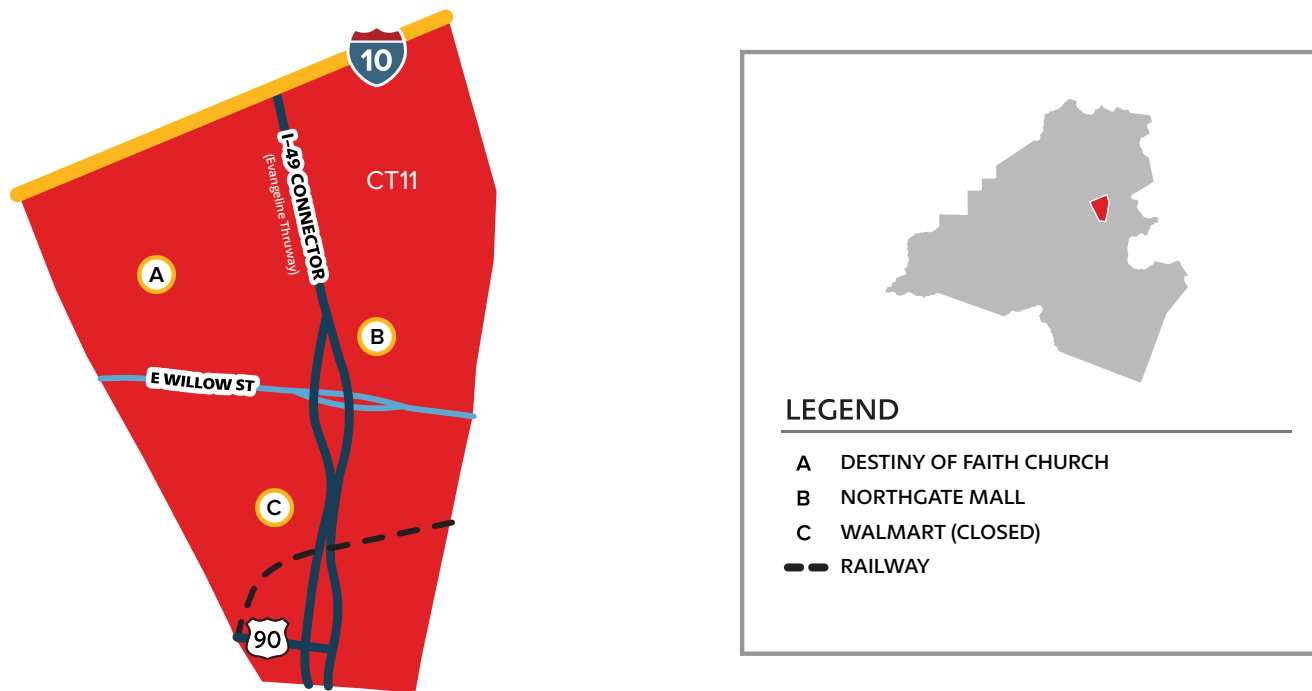 10
I-49 CONNECTOR
(Evangeline Thruway)
CT11
A
B
E WILLOW ST
C
90
LEGEND
A DESTINY OF FAITH CHURCH
B NORTHGATE MALL
C WALMART (CLOSED)
RAILWAY